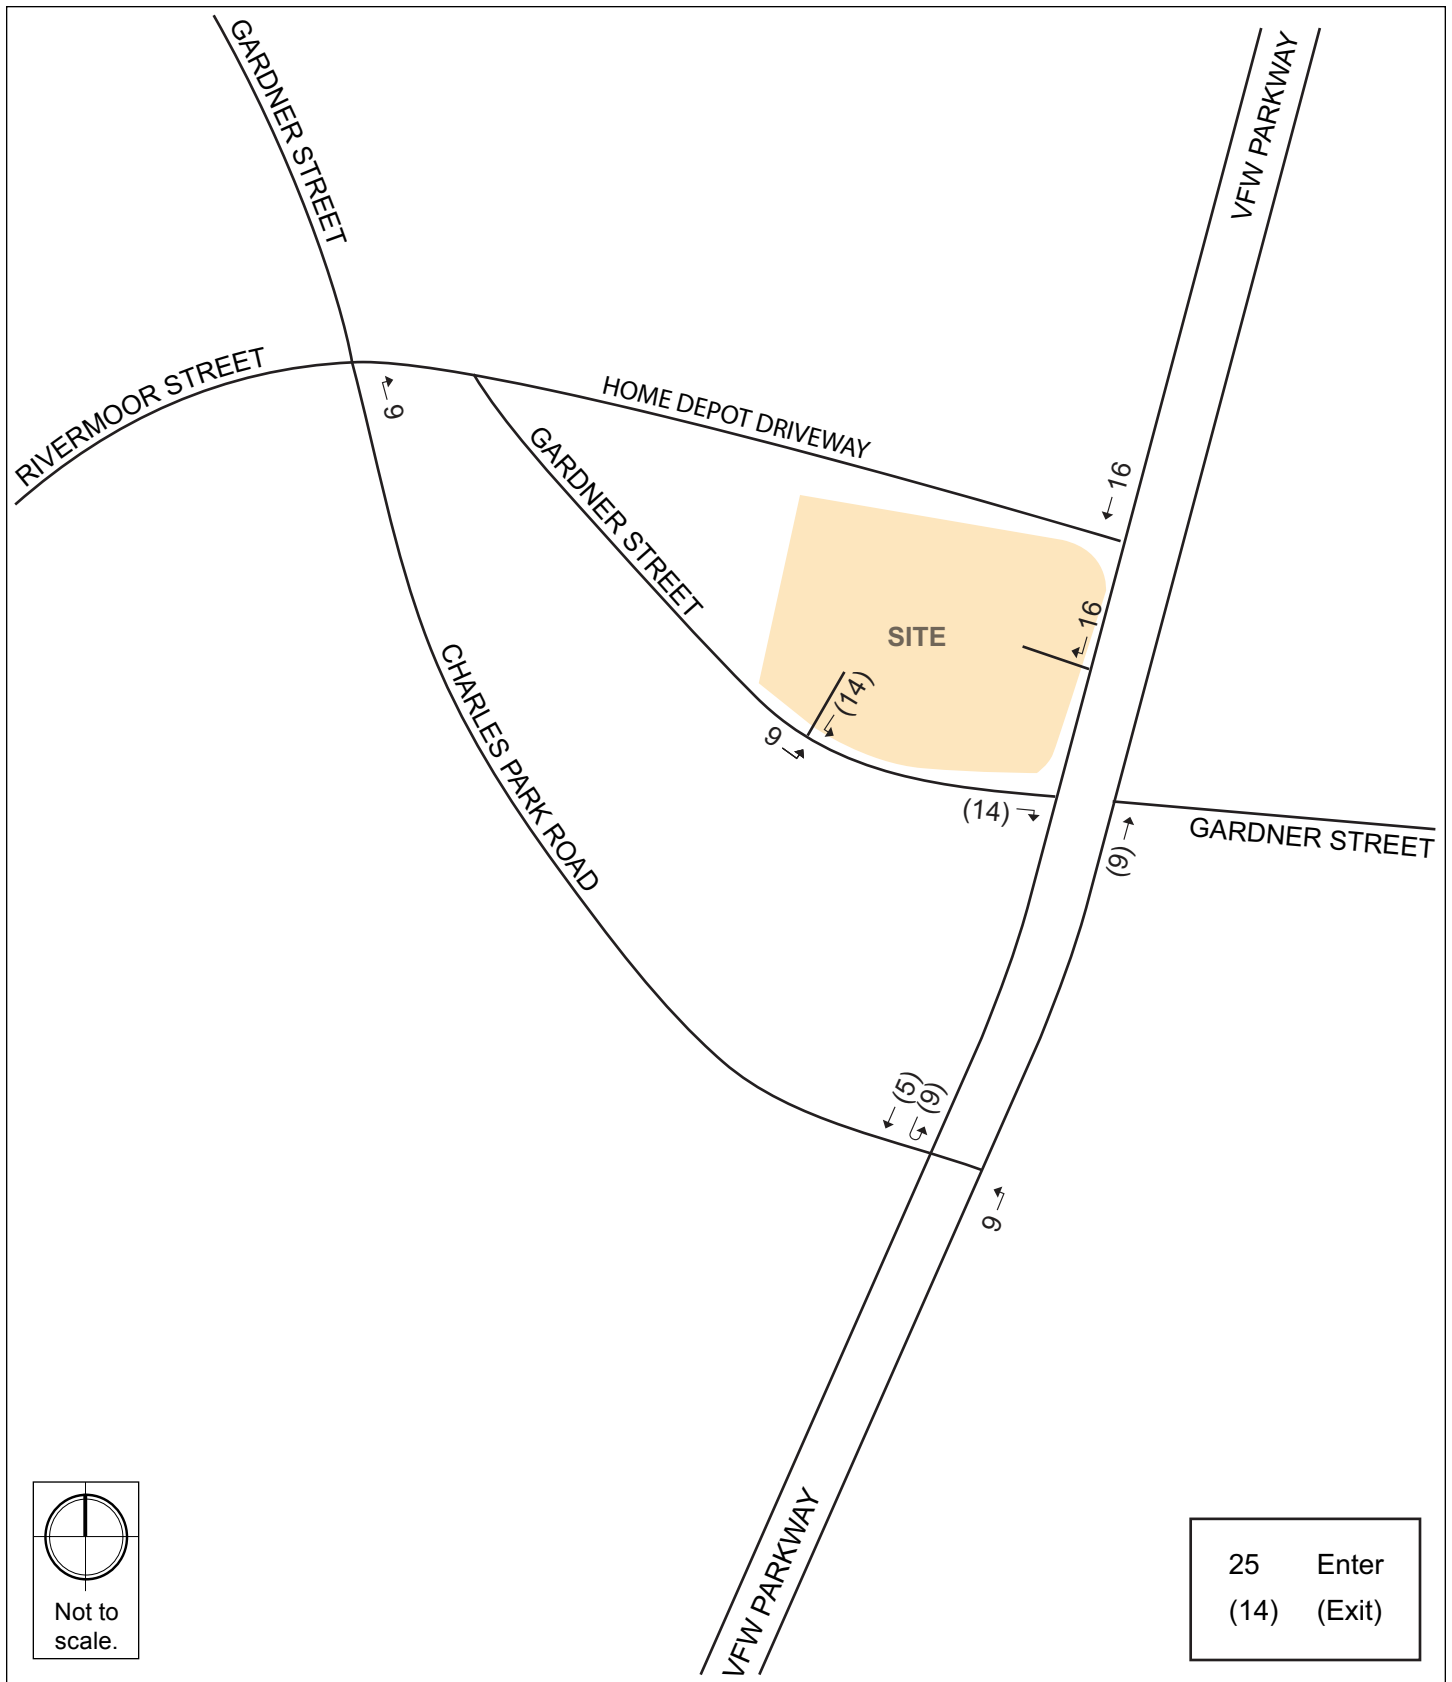 GARDNER STREET
VFW PARKWAY
RIVERMOOR STREET
9
HOME DEPOT DRIVEWAY
16
GARDNER STREET
SITE
16
(14)
9
CHARLES PARK ROAD
(14)
(9)
GARDNER STREET
(5)
(9)
9
VFW PARKWAY
Not to
scale.
25 Enter
(14) (Exit)